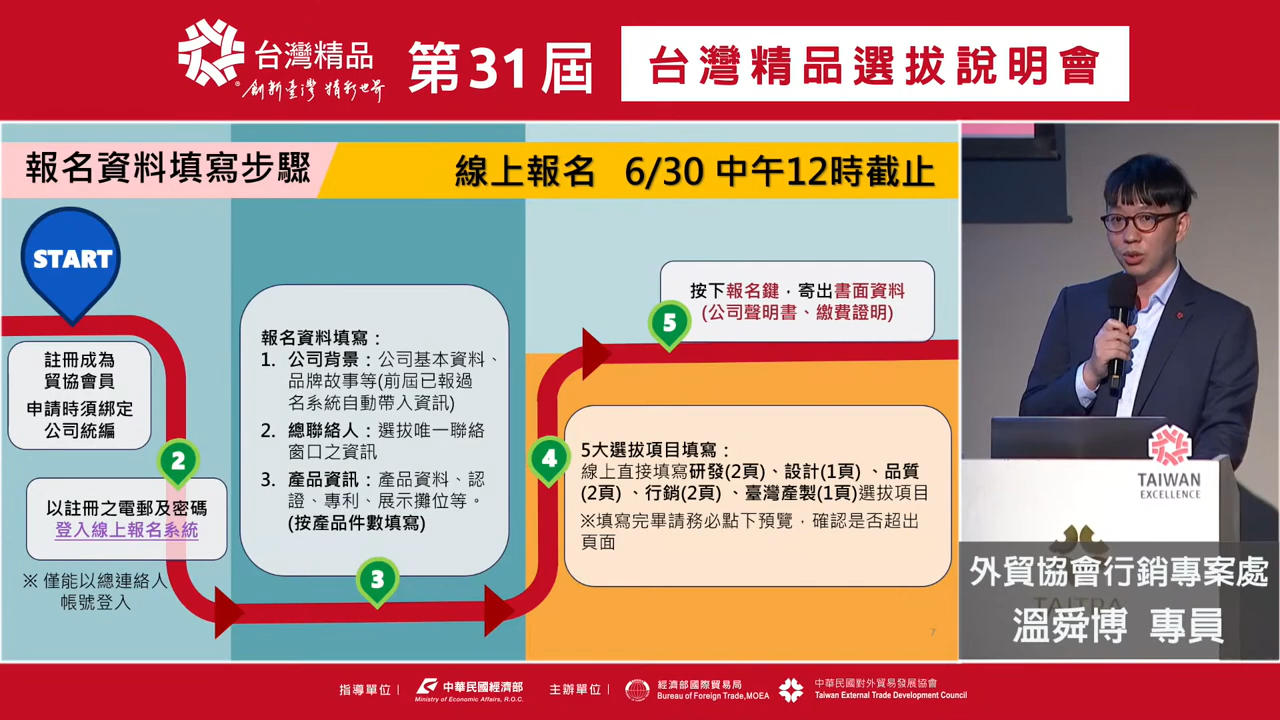 台灣精品
創新臺灣 精彩世界
第31屆
台灣精品選拔說明會
報名資料填寫步驟
線上報名 6/30 中午12時截止
START
註冊成為
貿協會員
申請時須綁定
公司統編
2
以註冊之電郵及密碼
登入線上報名系統
※ 僅能以總連絡人
帳號登入
報名資料填寫：
1. 公司背景：公司基本資料、
品牌故事等(前屆已報過
名系統自動帶入資訊)
2. 總聯絡人：選拔唯一聯絡
窗口之資訊
3. 產品資訊：產品資料、認
證、專利、展示攤位等。
(按產品件數填寫)
3
4
5大選拔項目填寫：
線上直接填寫研發(2頁)、設計(1頁) 、品質
(2頁) 、行銷(2頁) 、臺灣產製(1頁)選拔項目
※填寫完畢請務必點下預覽，確認是否超出
頁面
5
按下報名鍵，寄出書面資料
(公司聲明書、繳費證明)
7
TAIWAN
EXCELLENCE
TAITRA
外貿協會行銷專案處
溫舜博 專員
指導單位 |
中華民國經濟部
Ministry of Economic Affairs, R.O.C.
主辦單位 |
經濟部國際貿易局
Bureau of Foreign Trade,MOEA
中華民國對外貿易發展協會
Taiwan External Trade Development Council